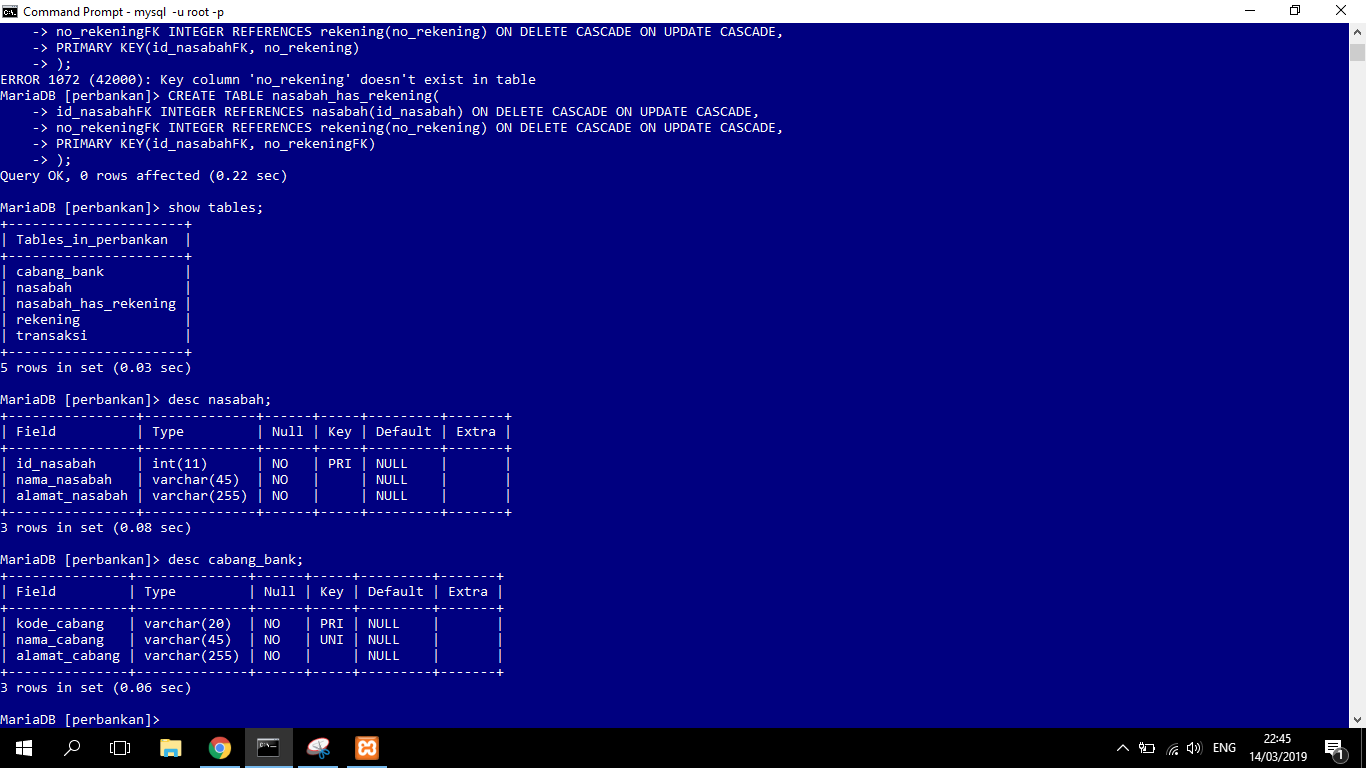 Command Prompt - mysql  -u root -p
    -> no_rekeningFK INTEGER REFERENCES rekening(no_rekening) ON DELETE CASCADE ON UPDATE CASCADE,
    -> PRIMARY KEY(id_nasabahFK, no_rekening)
    -> );
ERROR 1072 (42000): Key column 'no_rekening' doesn't exist in table
MariaDB [perbankan]> CREATE TABLE nasabah_has_rekening(
    -> id_nasabahFK INTEGER REFERENCES nasabah(id_nasabah) ON DELETE CASCADE ON UPDATE CASCADE,
    -> no_rekeningFK INTEGER REFERENCES rekening(no_rekening) ON DELETE CASCADE ON UPDATE CASCADE,
    -> PRIMARY KEY(id_nasabahFK, no_rekeningFK)
    -> );
Query OK, 0 rows affected (0.22 sec)

MariaDB [perbankan]> show tables;
+----------------------+
| Tables_in_perbankan  |
+----------------------+
| cabang_bank          |
| nasabah              |
| nasabah_has_rekening |
| rekening             |
| transaksi            |
+----------------------+
5 rows in set (0.03 sec)

MariaDB [perbankan]> desc nasabah;
+----------------+--------------+------+-----+---------+-------+
| Field          | Type         | Null | Key | Default | Extra |
+----------------+--------------+------+-----+---------+-------+
| id_nasabah     | int(11)      | NO   | PRI | NULL    |       |
| nama_nasabah   | varchar(45)  | NO   |     | NULL    |       |
| alamat_nasabah | varchar(255) | NO   |     | NULL    |       |
+----------------+--------------+------+-----+---------+-------+
3 rows in set (0.08 sec)

MariaDB [perbankan]> desc cabang_bank;
+---------------+--------------+------+-----+---------+-------+
| Field         | Type         | Null | Key | Default | Extra |
+---------------+--------------+------+-----+---------+-------+
| kode_cabang   | varchar(20)  | NO   | PRI | NULL    |       |
| nama_cabang   | varchar(45)  | NO   | UNI | NULL    |       |
| alamat_cabang | varchar(255) | NO   |     | NULL    |       |
+---------------+--------------+------+-----+---------+-------+
3 rows in set (0.06 sec)

MariaDB [perbankan]>
ENG
22:45
14/03/2019
1